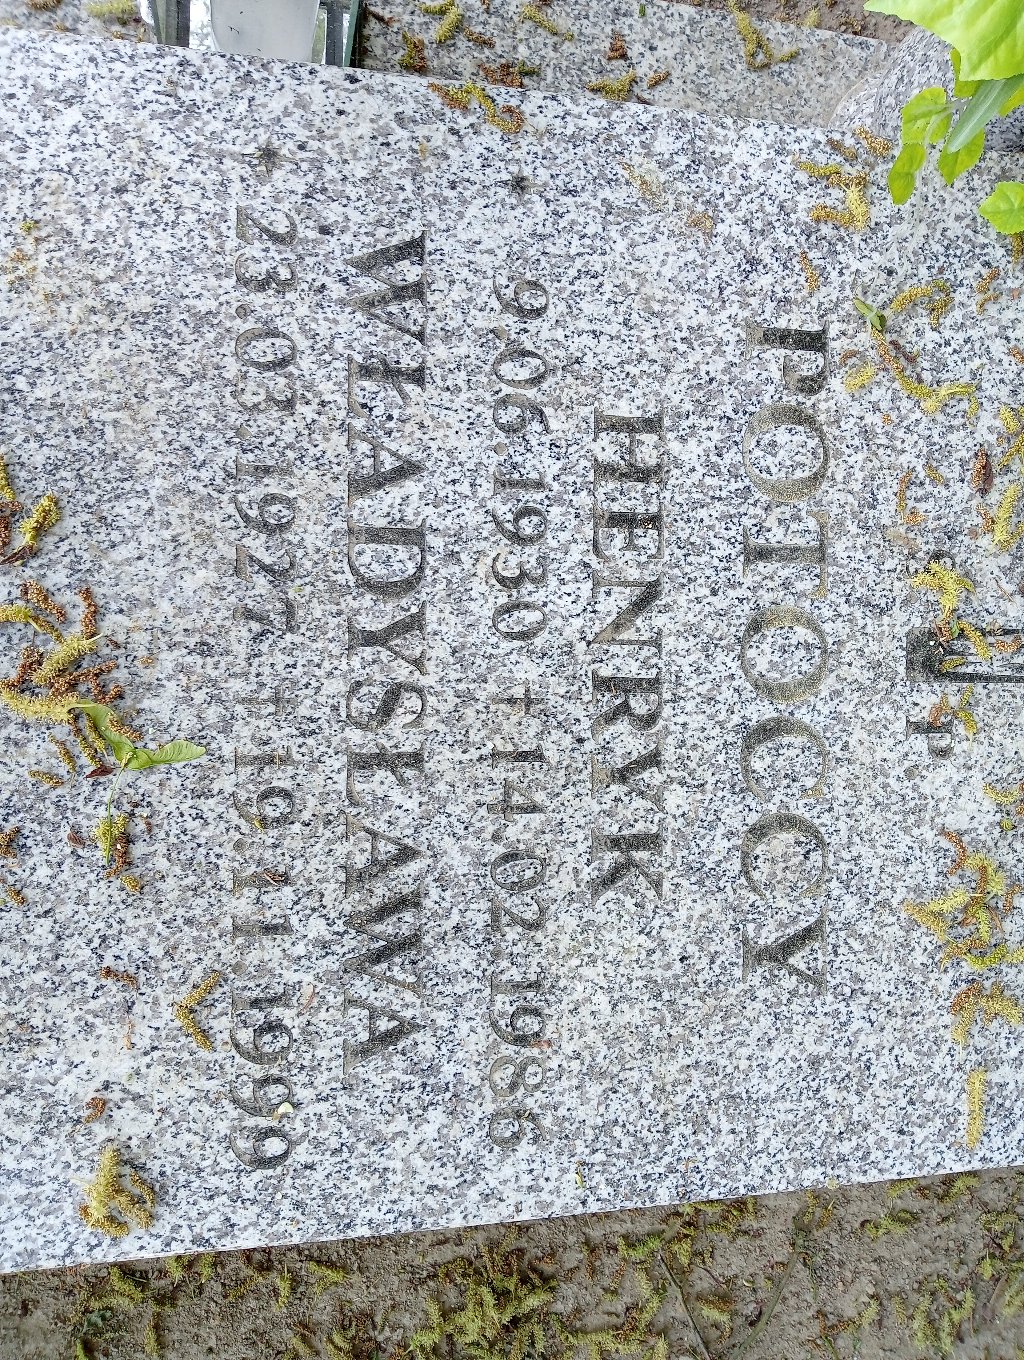 Ś. P.
POTOCCY
HENRYK
* 9.06.1930 + 14.02.1986
WŁADYSŁAWA
* 23.03.1927 + 19.11.1999